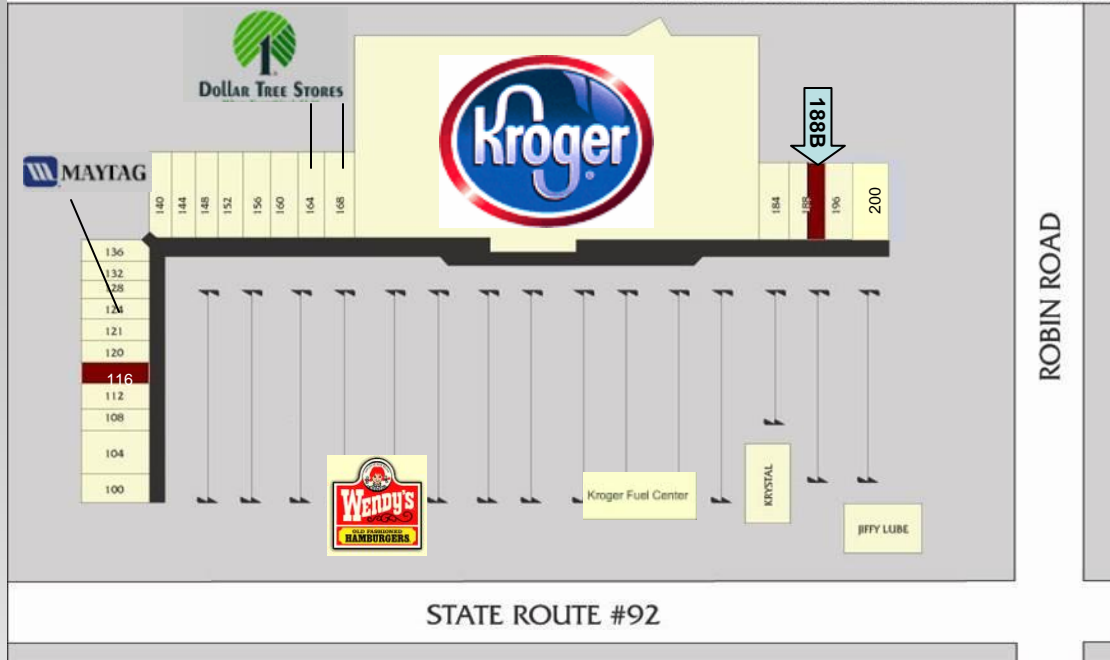 DOLLAR TREE STORES
Kroger
188B
MAYTAG
140
144
148
152
156
160
164
168
184
188
196
200
136
132
128
124
121
120
116
112
108
104
100
ROBIN ROAD
WENDY'S
OLD FASHIONED
HAMBURGERS
Kroger Fuel Center
KRYSTAL
JIFFY LUBE
STATE ROUTE #92